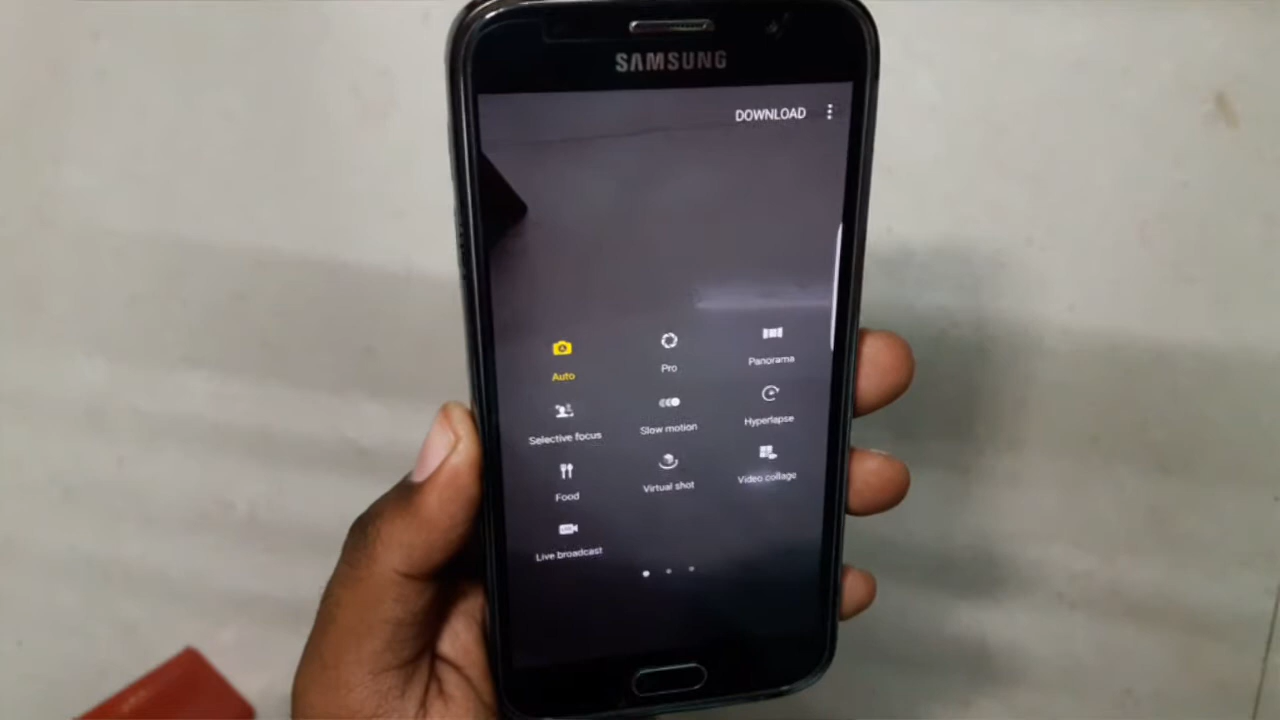 SAMSUNG
DOWNLOAD
Auto
Pro
Panorama
Selective focus
Slow motion
Hyperlapse
Food
Virtual shot
Video collage
Live broadcast